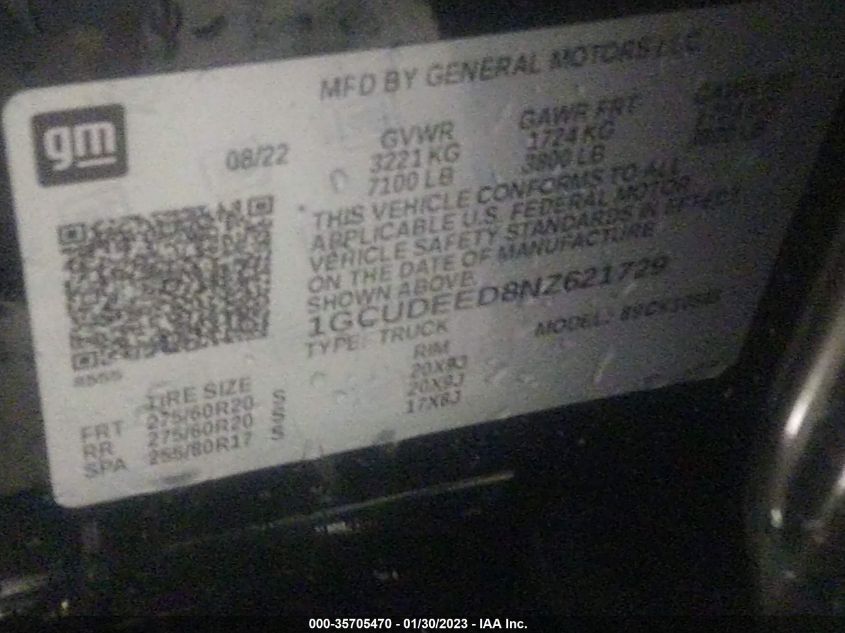 MFD BY GENERAL MOTORS LLC
gm
08/22
GVWR GAWR FRT GAWR
3221 KG 1724 KG
7100 LB 3800 LB LB
THIS VEHICLE CONFORMS TO ALL
APPLICABLE U.S. FEDERAL MOTOR
VEHICLE SAFETY STANDARDS IN EFFECT
ON THE DATE OF MANUFACTURE
SHOWN ABOVE.
1GCUDEED8NZ621729
TYPE: TRUCK MODEL:
8555
TIRE SIZE RIM
FRT 275/60R20 S 20X9J
RR 275/60R20 S 20X9J
SPA 255/80R17 S 17X8J
000-35705470 - 01/30/2023 - IAA Inc.